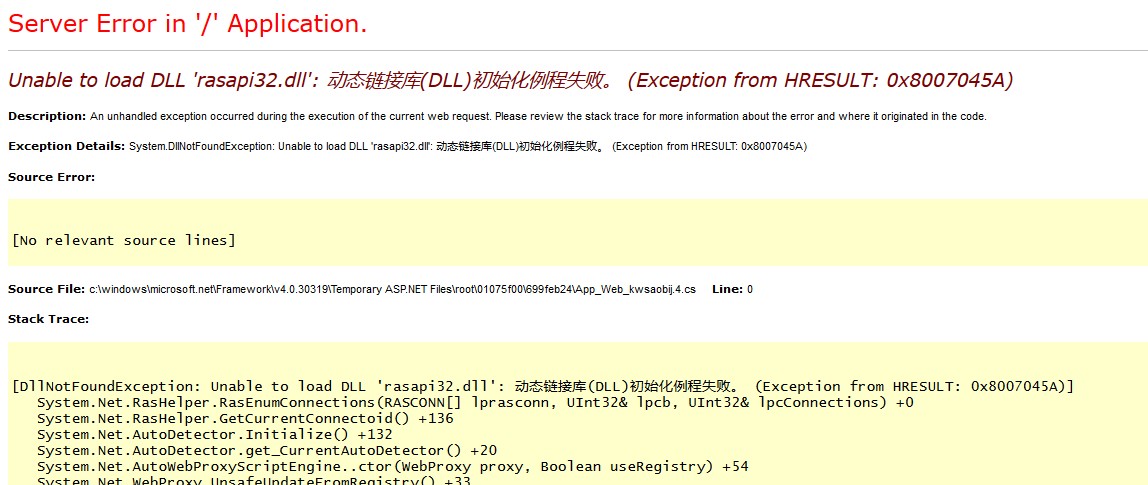 Server Error in '/' Application.
Unable to load DLL 'rasapi32.dll': 动态链接库(DLL)初始化例程失败。 (Exception from HRESULT: 0x8007045A)
Description: An unhandled exception occurred during the execution of the current web request. Please review the stack trace for more information about the error and where it originated in the code.
Exception Details: System.DllNotFoundException: Unable to load DLL 'rasapi32.dll': 动态链接库(DLL)初始化例程失败。 (Exception from HRESULT: 0x8007045A)
Source Error:
[No relevant source lines]
Source File: c:\windows\microsoft.net\Framework\v4.0.30319\Temporary ASP.NET Files\root\01075f00\699feb24\App_Web_kwsaobij.4.cs    Line: 0
Stack Trace:
[DllNotFoundException: Unable to load DLL 'rasapi32.dll': 动态链接库(DLL)初始化例程失败。 (Exception from HRESULT: 0x8007045A)]
System.Net.RasHelper.RasEnumConnections(RASCONN[] lprasconn, UInt32& lpcb, UInt32& lpcConnections) +0
System.Net.RasHelper.GetCurrentConnectoid() +136
System.Net.AutoDetector.Initialize() +132
System.Net.AutoDetector.get_CurrentAutoDetector() +20
System.Net.AutoWebProxyScriptEngine..ctor(WebProxy proxy, Boolean useRegistry) +54
System.Net.WebProxy.UnsafeUpdateFromRegistry() +33